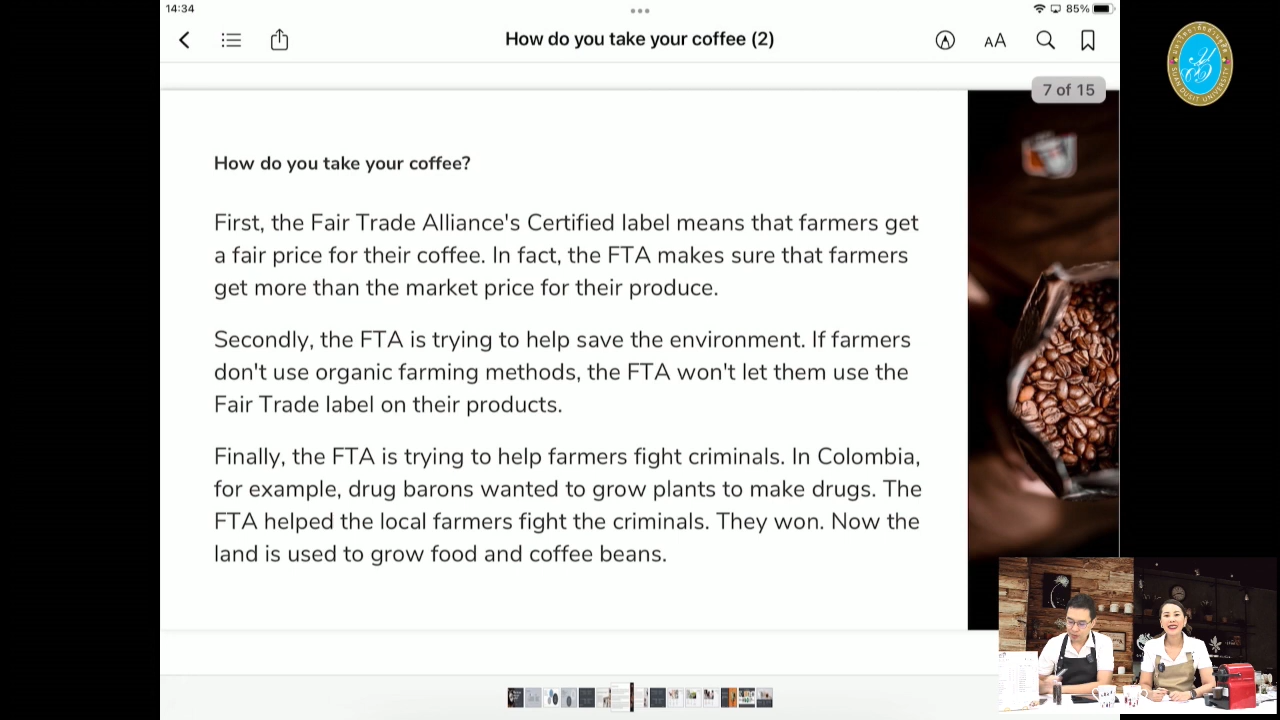 14:34
85%
How do you take your coffee (2)
AA
7 of 15
How do you take your coffee?
First, the Fair Trade Alliance's Certified label means that farmers get
a fair price for their coffee. In fact, the FTA makes sure that farmers
get more than the market price for their produce.
Secondly, the FTA is trying to help save the environment. If farmers
don't use organic farming methods, the FTA won't let them use the
Fair Trade label on their products.
Finally, the FTA is trying to help farmers fight criminals. In Colombia,
for example, drug barons wanted to grow plants to make drugs. The
FTA helped the local farmers fight the criminals. They won. Now the
land is used to grow food and coffee beans.
SUAN DUSIT UNIVERSITY